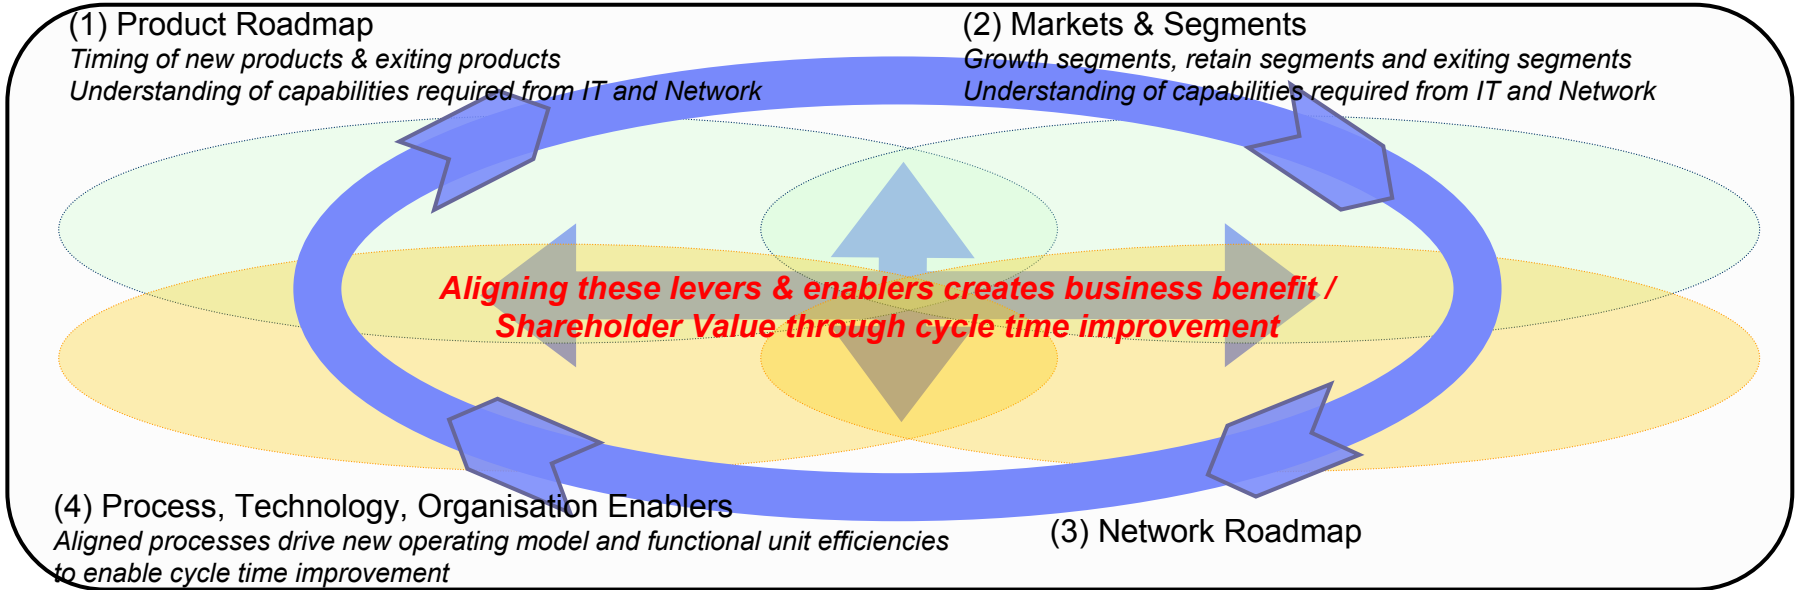 (1) Product Roadmap
Timing of new products & exiting products
Understanding of capabilities required from IT and Network
(2) Markets & Segments
Growth segments, retain segments and exiting segments
Understanding of capabilities required from IT and Network
Aligning these levers & enablers creates business benefit /
Shareholder Value through cycle time improvement
(4) Process, Technology, Organisation Enablers
Aligned processes drive new operating model and functional unit efficiencies
to enable cycle time improvement
(3) Network Roadmap